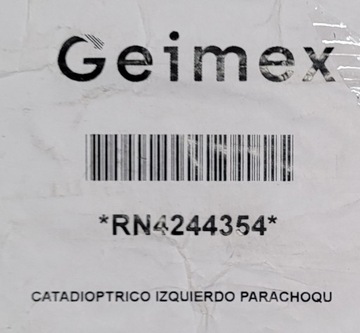 Geimex
*RN4244354*
CATADIOPTRICO IZQUIERDO PARACHOQU